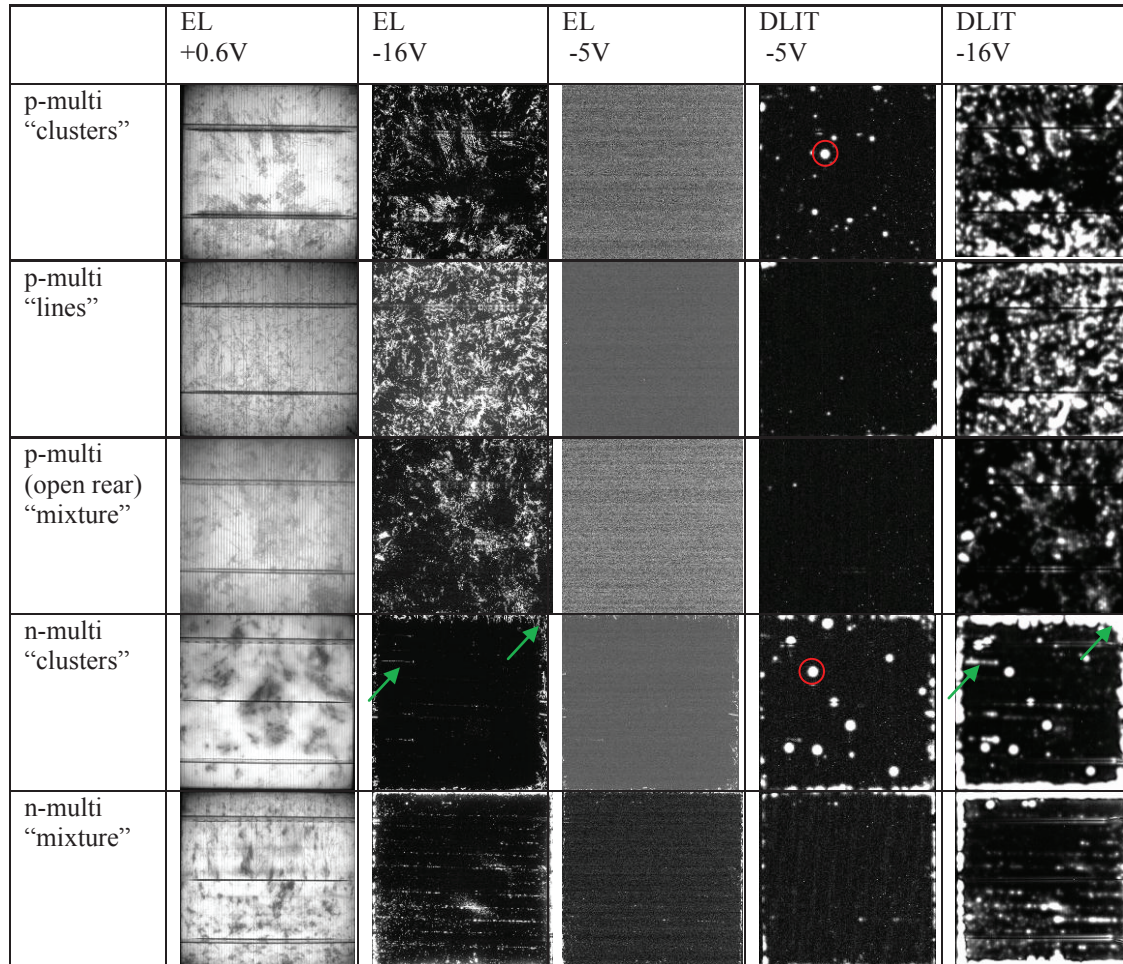 EL
+0.6V
EL
-16V
EL
-5V
DLIT
-5V
DLIT
-16V
p-multi
“clusters”
p-multi
“lines”
p-multi
(open rear)
“mixture”
n-multi
“clusters”
n-multi
“mixture”